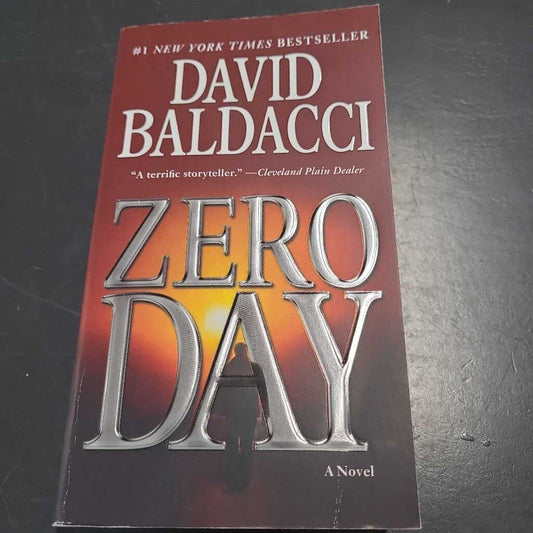 #1 NEW YORK TIMES BESTSELLER
DAVID
BALDACCI
“A terrific storyteller.” —Cleveland Plain Dealer
ZERO
DAY
A Novel